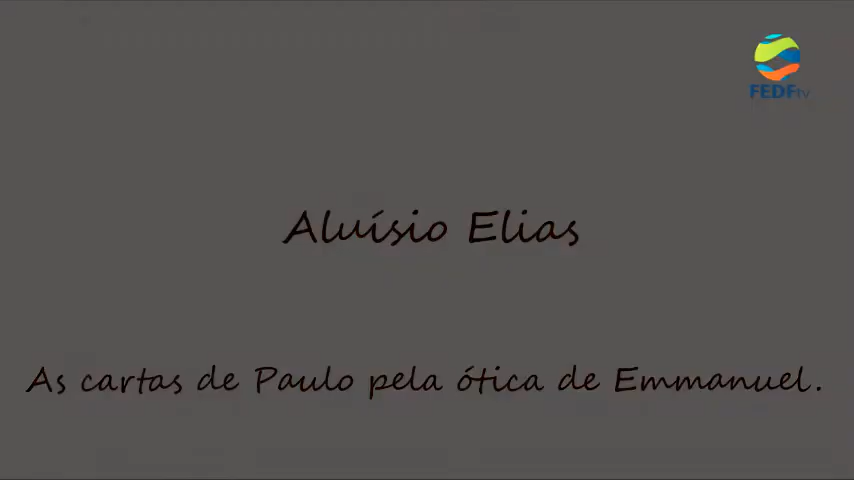 FEDFtv
Aluísio Elias
As cartas de Paulo pela ótica de Emmanuel.